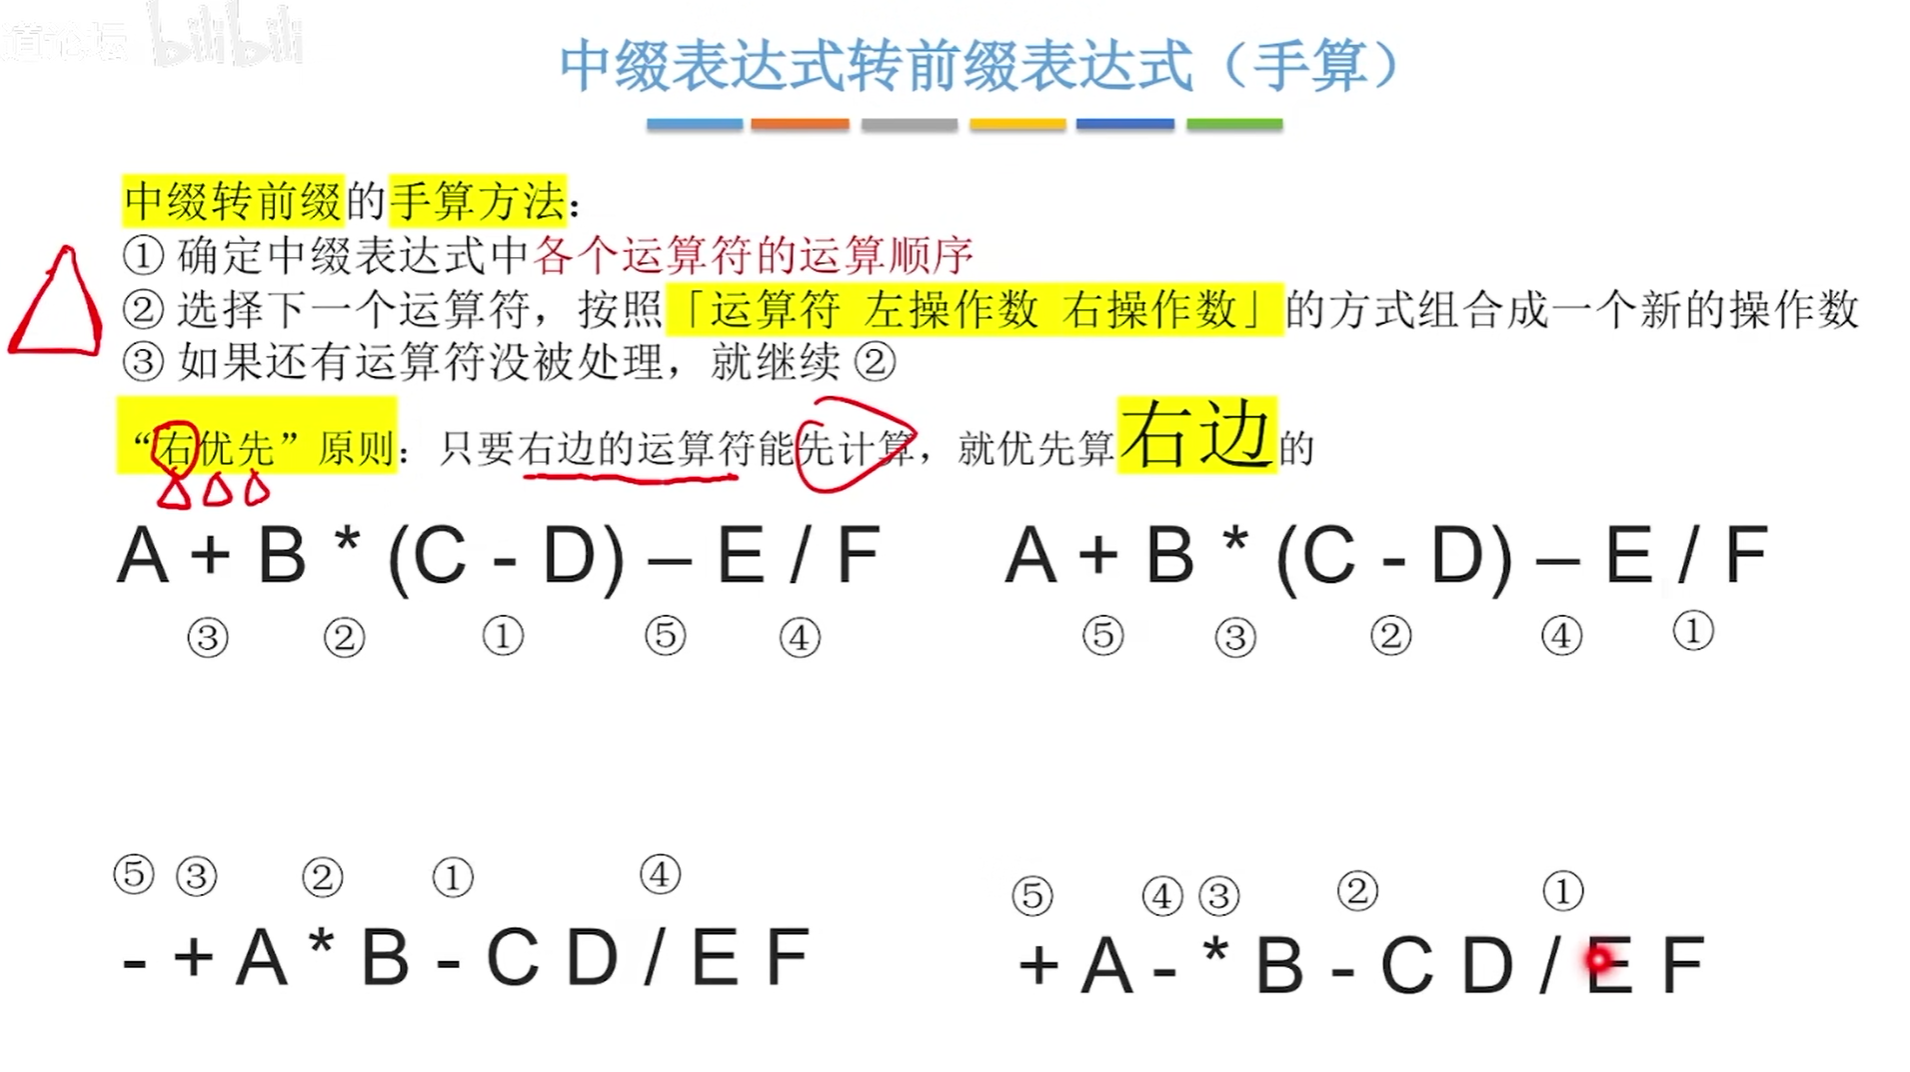 道论坛 bilibili
中缀表达式转前缀表达式（手算）
中缀转前缀的手算方法：
① 确定中缀表达式中各个运算符的运算顺序
② 选择下一个运算符，按照「运算符 左操作数 右操作数」的方式组合成一个新的操作数
③ 如果还有运算符没被处理，就继续 ②
“右优先”原则：只要右边的运算符能先计算，就优先算右边的
A + B * (C - D) – E / F
③ ② ① ⑤ ④
A + B * (C - D) – E / F
⑤ ③ ② ④ ①
⑤ ③ ② ① ④
- + A * B - C D / E F
⑤ ④ ③ ② ①
+ A - * B - C D / E F